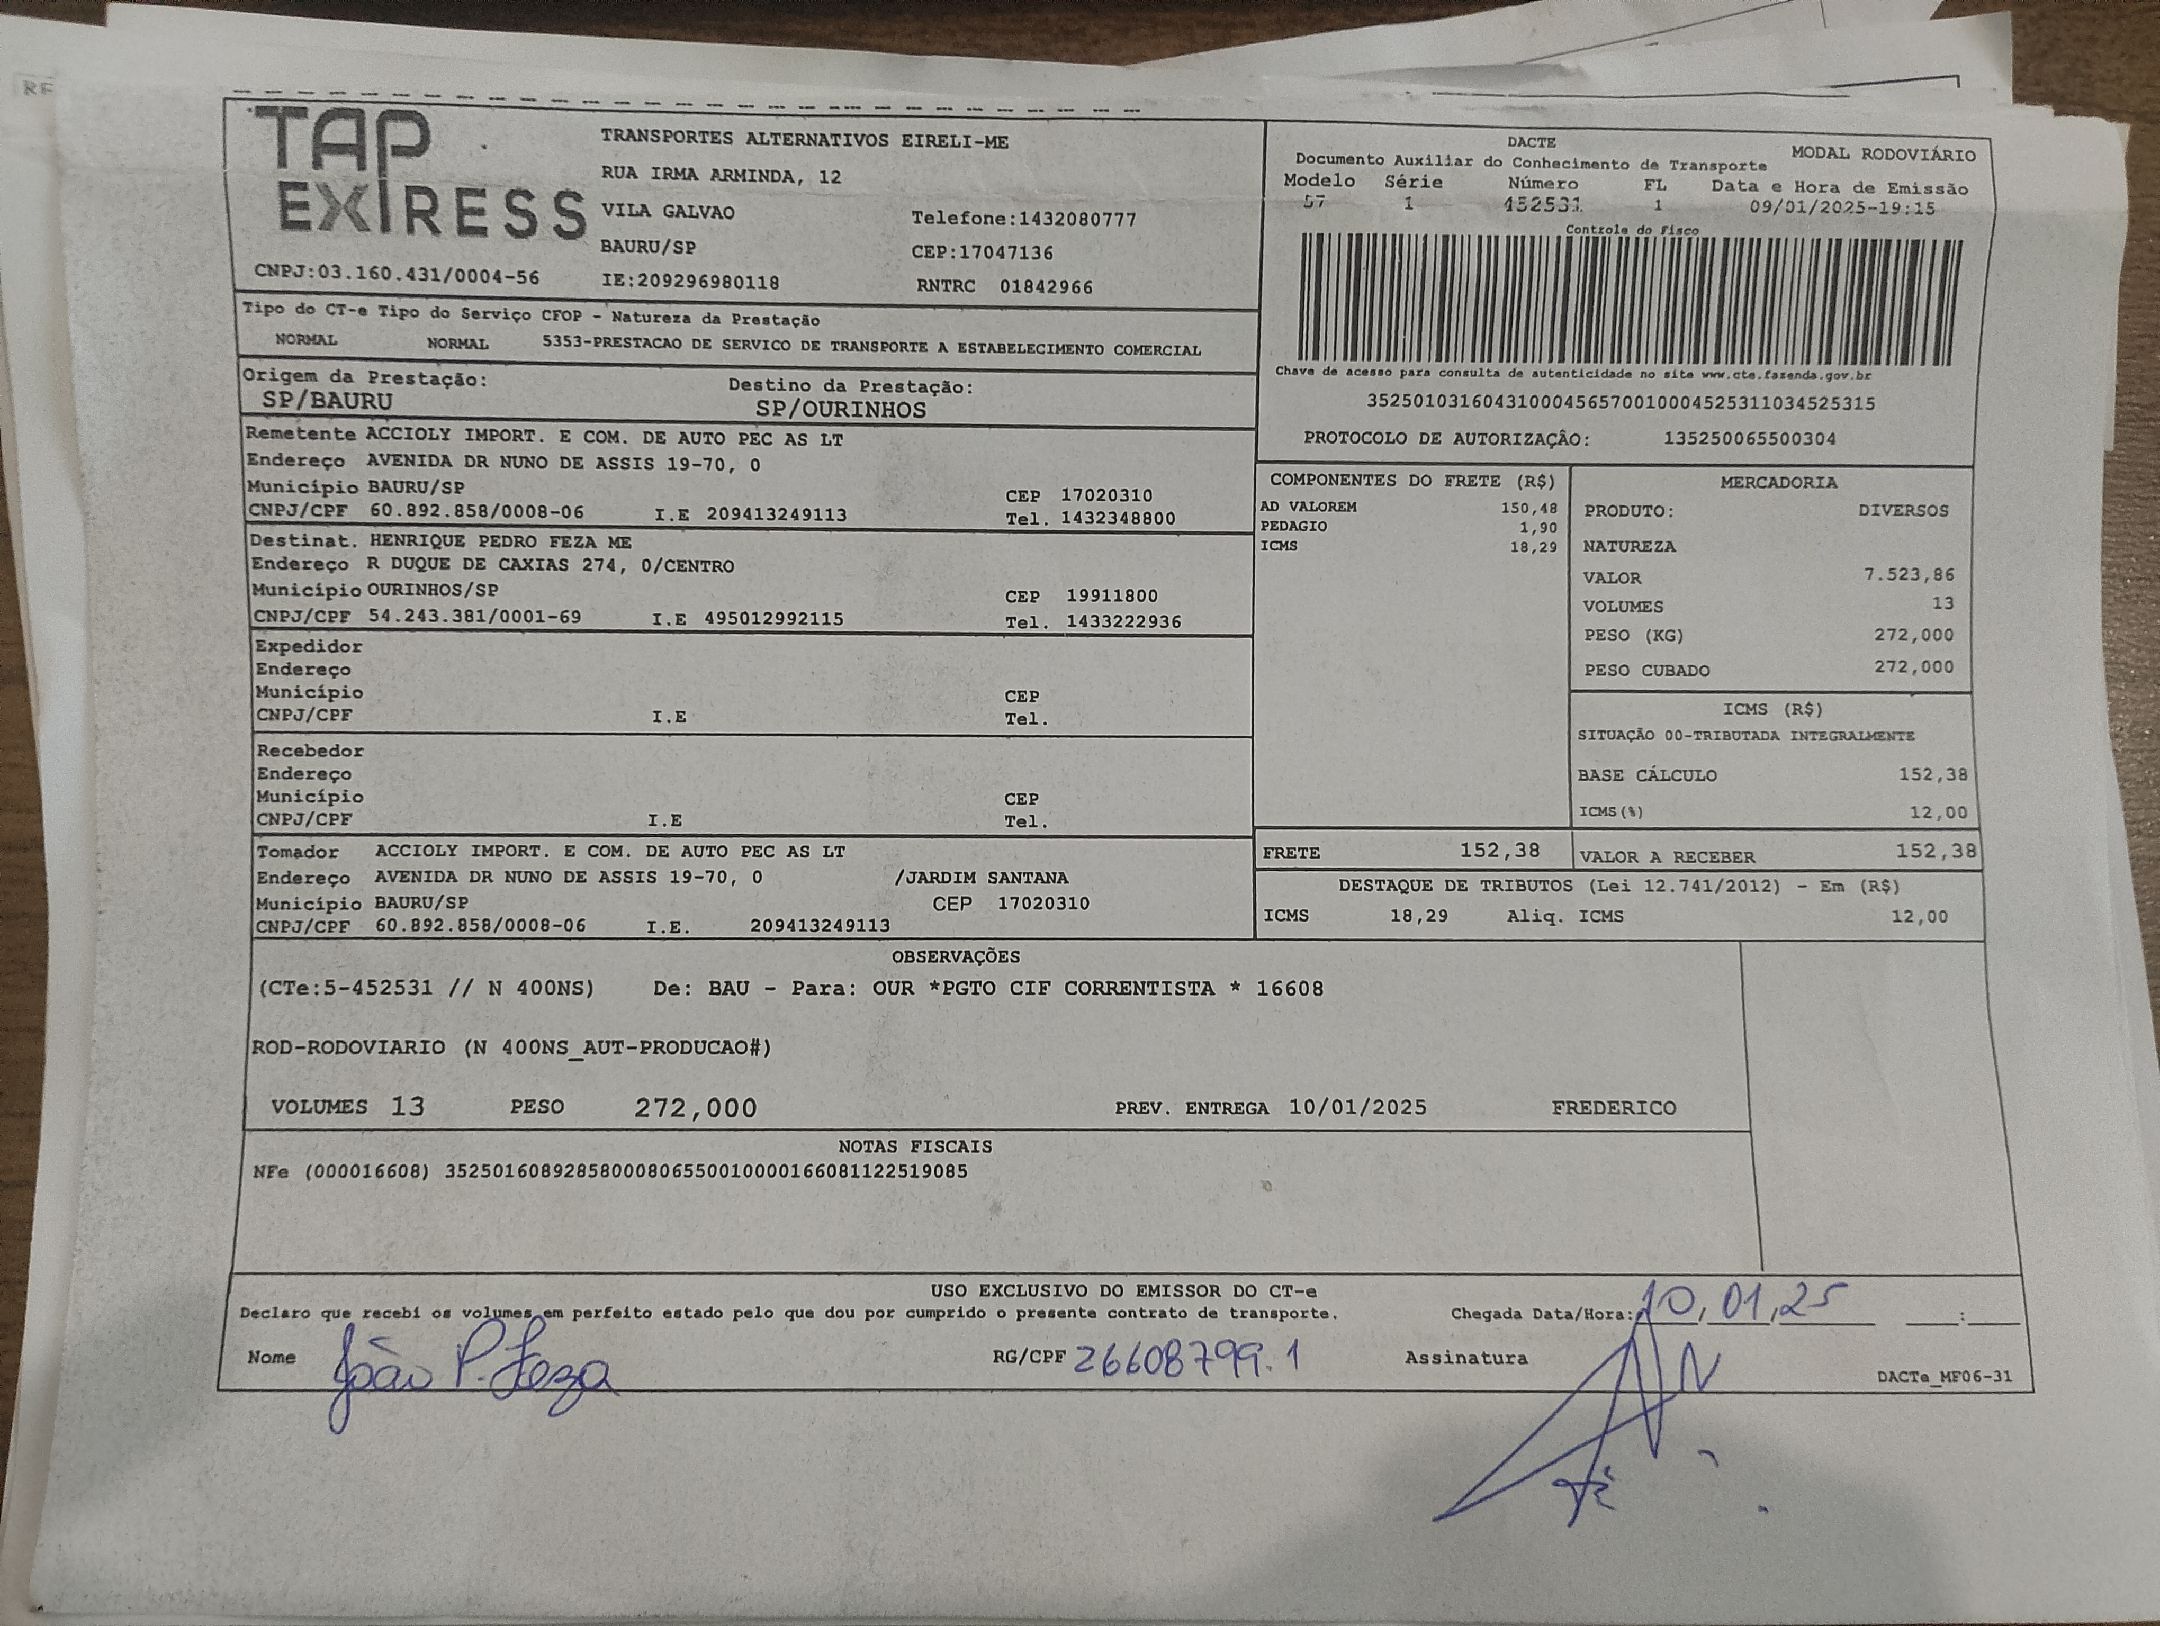 RE
TAP
EXPRESS
TRANSPORTES ALTERNATIVOS EIRELI-ME
RUA IRMA ARMINDA, 12
VILA GALVAO Telefone:1432080777
BAURU/SP CEP:17047136
CNPJ:03.160.431/0004-56 IE:209296980118 RNTRC 01842966
DACTE MODAL RODOVIÁRIO
Documento Auxiliar do Conhecimento de Transporte
Modelo Série Número FL Data e Hora de Emissão
57 1 452531 1 09/01/2025-19:15
Controle do Fisco
Chave de acesso para consulta de autenticidade no site www.cte.fazenda.gov.br
35250103160431000456570010004525311034525315
PROTOCOLO DE AUTORIZAÇÃO: 135250065500304
Tipo do CT-e Tipo do Serviço CFOP - Natureza da Prestação
NORMAL NORMAL 5353-PRESTACAO DE SERVICO DE TRANSPORTE A ESTABELECIMENTO COMERCIAL
Origem da Prestação: Destino da Prestação:
SP/BAURU SP/OURINHOS
Remetente ACCIOLY IMPORT. E COM. DE AUTO PEC AS LT
Endereço AVENIDA DR NUNO DE ASSIS 19-70, 0
Município BAURU/SP CEP 17020310
CNPJ/CPF 60.892.858/0008-06 I.E 209413249113 Tel. 1432348800
Destinat. HENRIQUE PEDRO FEZA ME
Endereço R DUQUE DE CAXIAS 274, 0/CENTRO
Município OURINHOS/SP CEP 19911800
CNPJ/CPF 54.243.381/0001-69 I.E 495012992115 Tel. 1433222936
Expedidor
Endereço
Município CEP
CNPJ/CPF I.E Tel.
Recebedor
Endereço
Município CEP
CNPJ/CPF I.E Tel.
Tomador ACCIOLY IMPORT. E COM. DE AUTO PEC AS LT
Endereço AVENIDA DR NUNO DE ASSIS 19-70, 0 /JARDIM SANTANA
Município BAURU/SP CEP 17020310
CNPJ/CPF 60.892.858/0008-06 I.E. 209413249113
COMPONENTES DO FRETE (R$)
AD VALOREM 150,48
PEDAGIO 1,90
ICMS 18,29
MERCADORIA
PRODUTO: DIVERSOS
NATUREZA
VALOR 7.523,86
VOLUMES 13
PESO (KG) 272,000
PESO CUBADO 272,000
ICMS (R$)
SITUAÇÃO 00-TRIBUTADA INTEGRALMENTE
BASE CÁLCULO 152,38
ICMS(%) 12,00
FRETE 152,38 VALOR A RECEBER 152,38
DESTAQUE DE TRIBUTOS (Lei 12.741/2012) - Em (R$)
ICMS 18,29 Aliq. ICMS 12,00
OBSERVAÇÕES
(CTe:5-452531 // N 400NS) De: BAU - Para: OUR *PGTO CIF CORRENTISTA * 16608
ROD-RODOVIARIO (N 400NS_AUT-PRODUCAO#)
VOLUMES 13 PESO 272,000 PREV. ENTREGA 10/01/2025 FREDERICO
NOTAS FISCAIS
NFe (000016608) 35250160892858000806550010000166081122519085
USO EXCLUSIVO DO EMISSOR DO CT-e
Declaro que recebi os volumes em perfeito estado pelo que dou por cumprido o presente contrato de transporte. Chegada Data/Hora: 10,01,25 :
Nome João P. Feza RG/CPF 26608799.1 Assinatura
DACTe_MF06-31